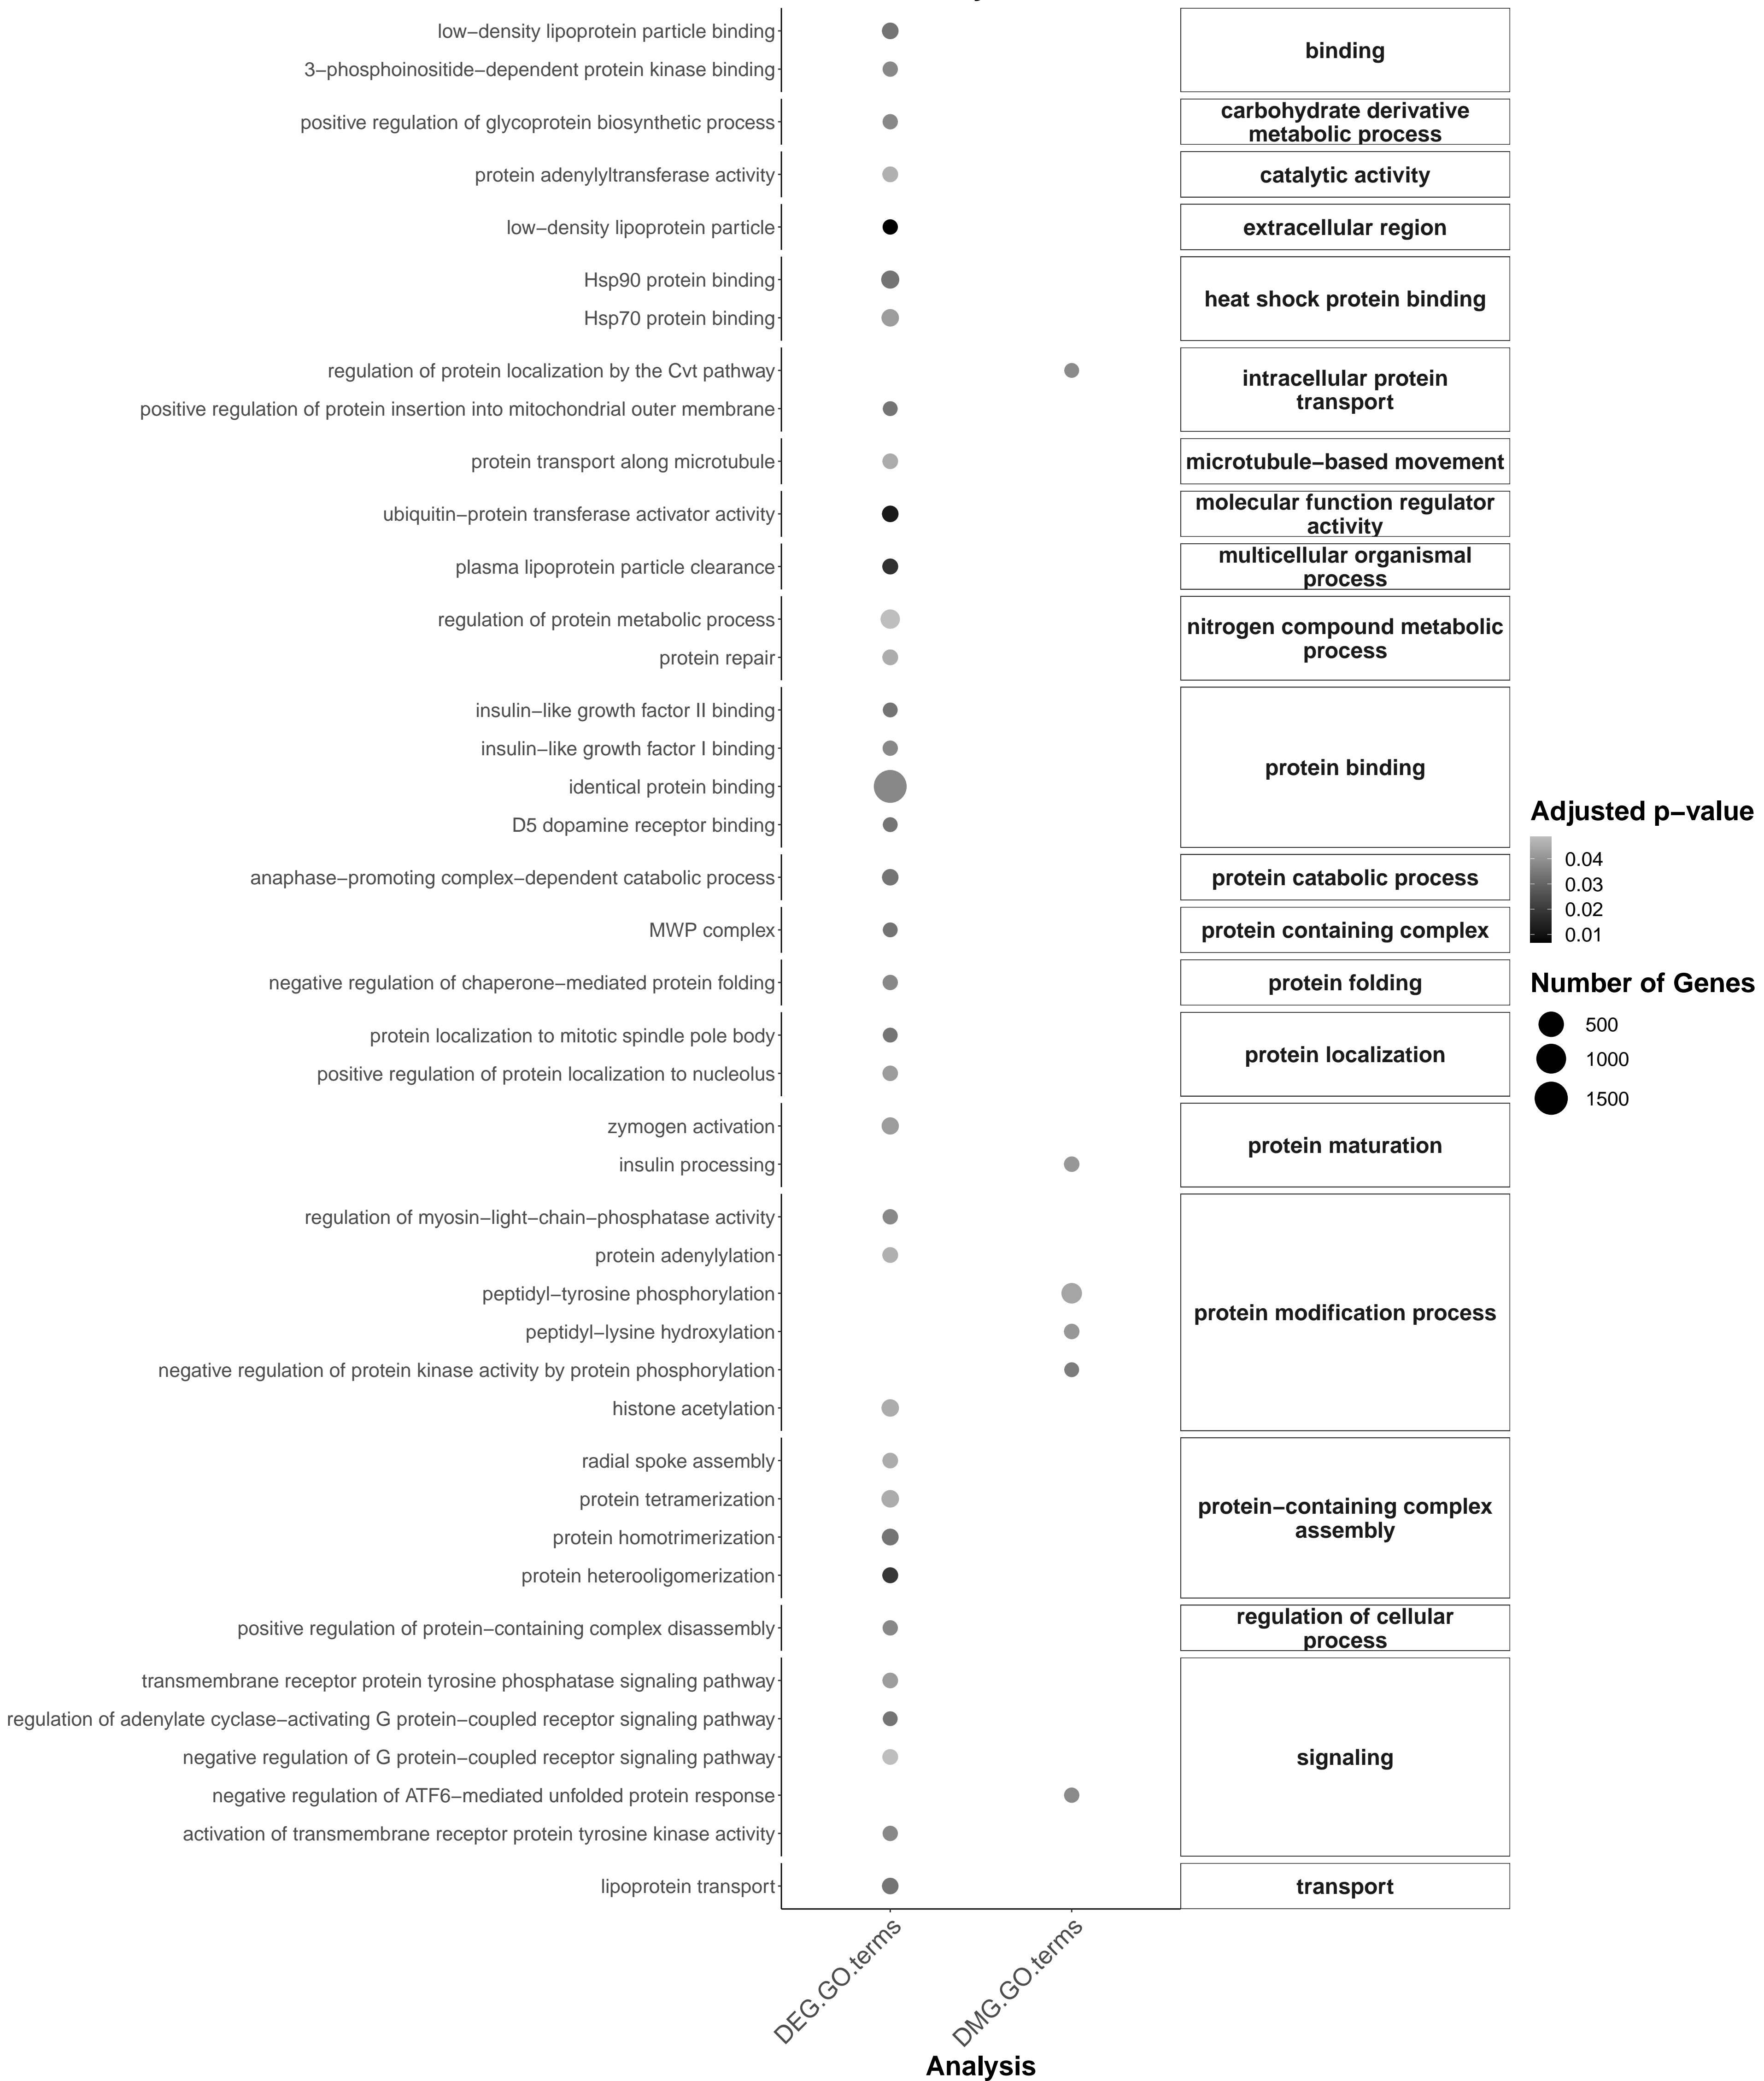 low−density lipoprotein particle binding
3−phosphoinositide−dependent protein kinase binding
binding
positive regulation of glycoprotein biosynthetic process
carbohydrate derivative
metabolic process
protein adenylyltransferase activity
catalytic activity
low−density lipoprotein particle
extracellular region
Hsp90 protein binding
Hsp70 protein binding
heat shock protein binding
regulation of protein localization by the Cvt pathway
positive regulation of protein insertion into mitochondrial outer membrane
intracellular protein
transport
protein transport along microtubule
microtubule−based movement
ubiquitin−protein transferase activator activity
molecular function regulator
activity
plasma lipoprotein particle clearance
multicellular organismal
process
regulation of protein metabolic process
protein repair
nitrogen compound metabolic
process
insulin−like growth factor II binding
insulin−like growth factor I binding
identical protein binding
D5 dopamine receptor binding
protein binding
anaphase−promoting complex−dependent catabolic process
protein catabolic process
MWP complex
protein containing complex
negative regulation of chaperone−mediated protein folding
protein folding
protein localization to mitotic spindle pole body
positive regulation of protein localization to nucleolus
protein localization
zymogen activation
insulin processing
protein maturation
regulation of myosin−light−chain−phosphatase activity
protein adenylylation
peptidyl−tyrosine phosphorylation
peptidyl−lysine hydroxylation
negative regulation of protein kinase activity by protein phosphorylation
histone acetylation
protein modification process
radial spoke assembly
protein tetramerization
protein homotrimerization
protein heterooligomerization
protein−containing complex
assembly
positive regulation of protein−containing complex disassembly
regulation of cellular
process
transmembrane receptor protein tyrosine phosphatase signaling pathway
regulation of adenylate cyclase−activating G protein−coupled receptor signaling pathway
negative regulation of G protein−coupled receptor signaling pathway
negative regulation of ATF6−mediated unfolded protein response
activation of transmembrane receptor protein tyrosine kinase activity
signaling
lipoprotein transport
transport
DEG.GO.terms
DMG.GO.terms
Analysis
Adjusted p−value
0.04
0.03
0.02
0.01
Number of Genes
500
1000
1500